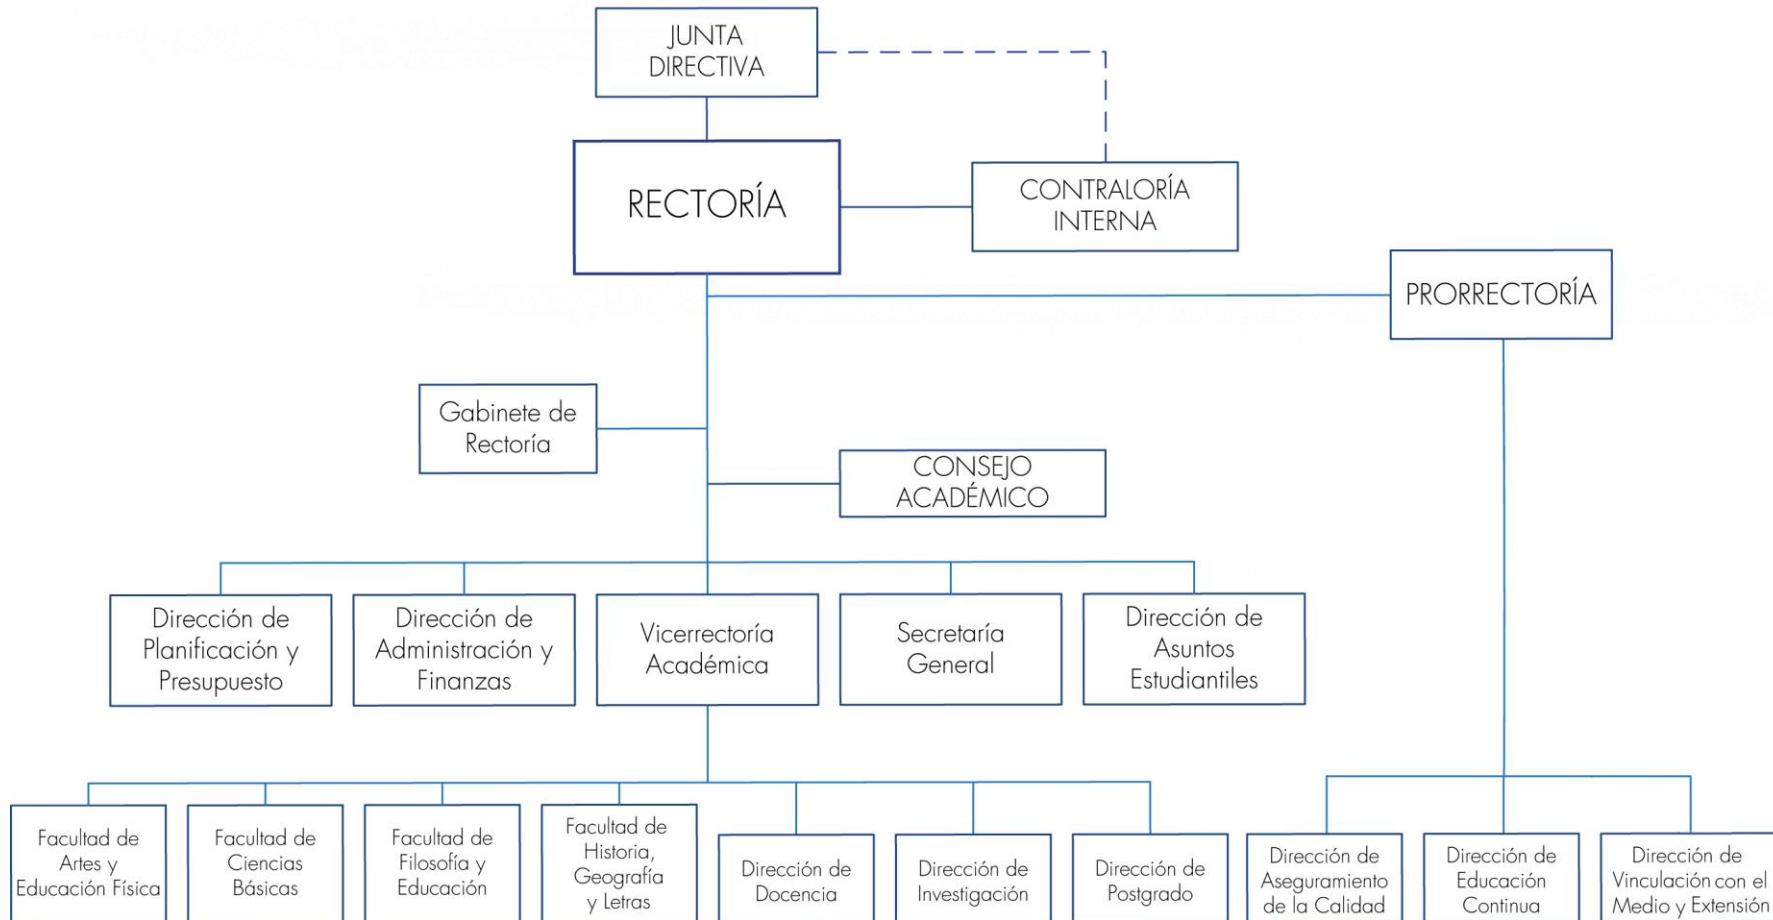 JUNTA
DIRECTIVA
RECTORÍA
CONTRALORÍA
INTERNA
PRORRECTORÍA
Gabinete de
Rectoría
CONSEJO
ACADÉMICO
Dirección de
Planificación y
Presupuesto
Dirección de
Administración y
Finanzas
Vicerrectoría
Académica
Secretaría
General
Dirección de
Asuntos
Estudiantiles
Facultad de
Artes y
Educación Física
Facultad de
Ciencias
Básicas
Facultad de
Filosofía y
Educación
Facultad de
Historia,
Geografía
y Letras
Dirección de
Docencia
Dirección de
Investigación
Dirección de
Postgrado
Dirección de
Aseguramiento
de la Calidad
Dirección de
Educación
Continua
Dirección de
Vinculación con el
Medio y Extensión